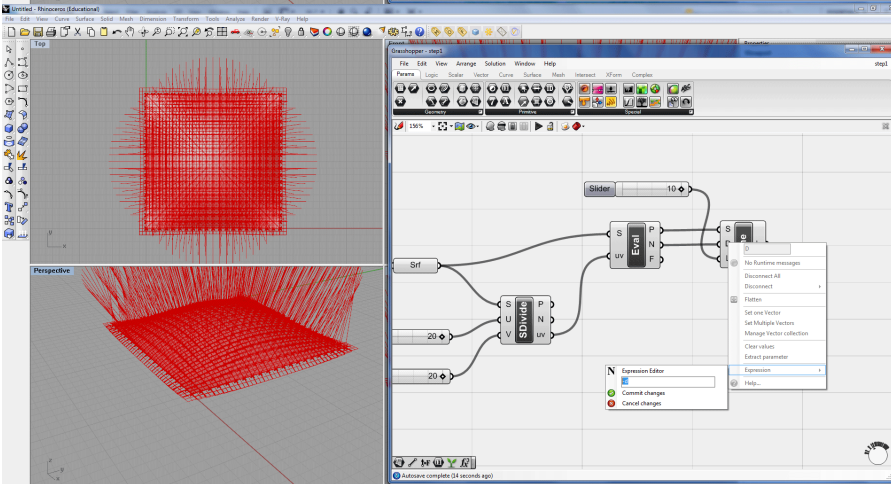 Untitled - Rhinoceros (Educational)
File Edit View Curve Surface Solid Mesh Dimension Transform Tools Analyse Render V-Ray Help
Top
y
x
Perspective
y
x
Grasshopper - step1
File Edit View Arrange Solution Window Help
step1
Params Logic Scalar Vector Curve Surface Mesh Intersect XForm Complex
Geometry
Primitive
Special
156%
Slider
10
S
uv
Eval
P
N
F
S
D
L
Srf
S
U
V
SDivide
P
N
uv
20
20
D
No Runtime messages
Disconnect All
Disconnect
Flatten
Set one Vector
Set Multiple Vectors
Manage Vector collection
Clear values
Extract parameter
Expression
Help...
Expression Editor
Commit changes
Cancel changes
Autosave complete (14 seconds ago)